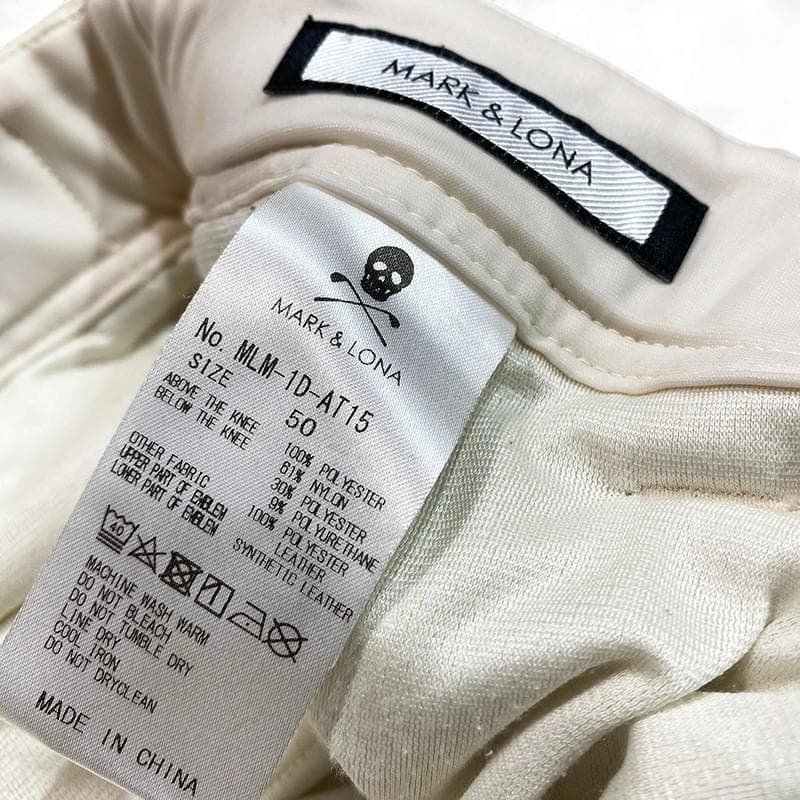 MARK & LONA
MARK & LONA
No. MLM-1D-AT15
SIZE 50
ABOVE THE KNEE 100% POLYESTER
BELOW THE KNEE 61% NYLON
30% POLYESTER
9% POLYURETHANE
OTHER FABRIC 100% POLYESTER
UPPER PART OF EMBLEM LEATHER
LOWER PART OF EMBLEM SYNTHETIC LEATHER
40
MACHINE WASH WARM
DO NOT BLEACH
DO NOT TUMBLE DRY
LINE DRY
COOL IRON
DO NOT DRYCLEAN
MADE IN CHINA